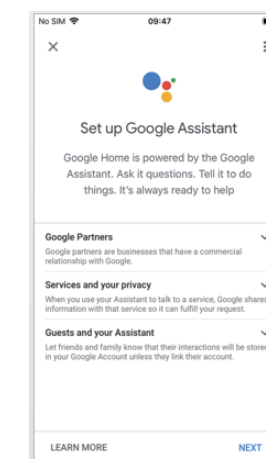 No SIM 09:47
Set up Google Assistant
Google Home is powered by the Google
Assistant. Ask it questions. Tell it to do
things. It's always ready to help
Google Partners
Google partners are businesses that have a commercial
relationship with Google.
Services and your privacy
When you use your Assistant to talk to a service, Google shares
information with that service so it can fulfill your request.
Guests and your Assistant
Let friends and family know that their interactions will be stored
in your Google Account unless they link their account.
LEARN MORE NEXT